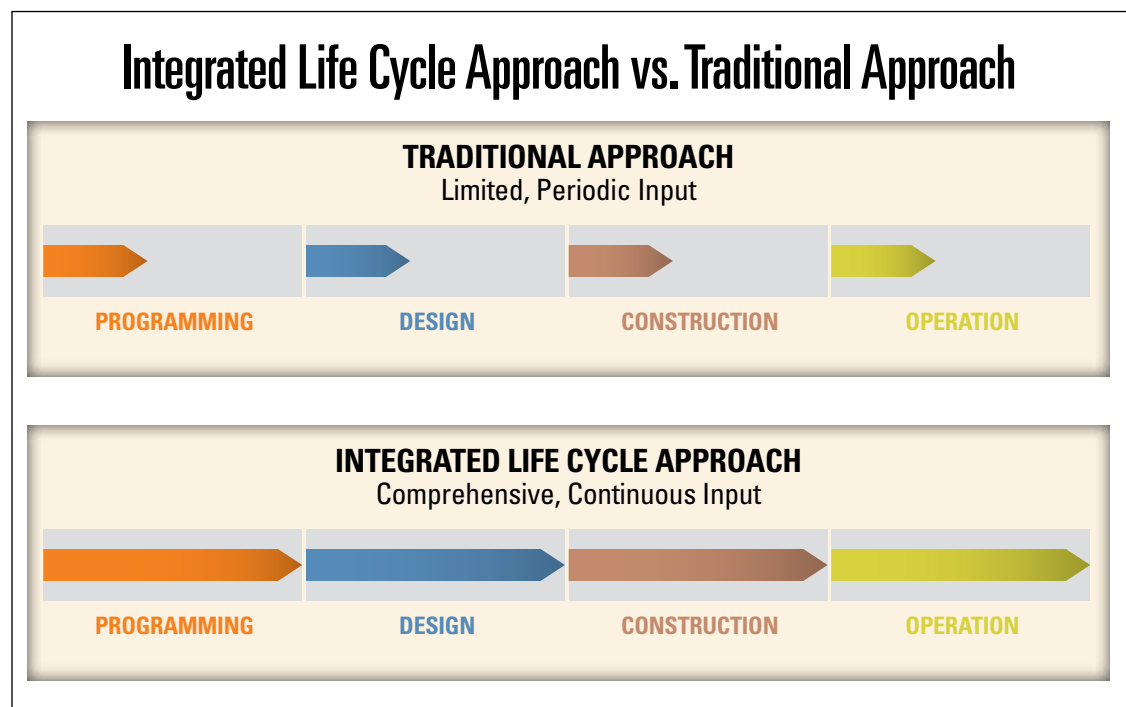 Integrated Life Cycle Approach vs. Traditional Approach
TRADITIONAL APPROACH
Limited, Periodic Input
PROGRAMMING
DESIGN
CONSTRUCTION
OPERATION
INTEGRATED LIFE CYCLE APPROACH
Comprehensive, Continuous Input
PROGRAMMING
DESIGN
CONSTRUCTION
OPERATION